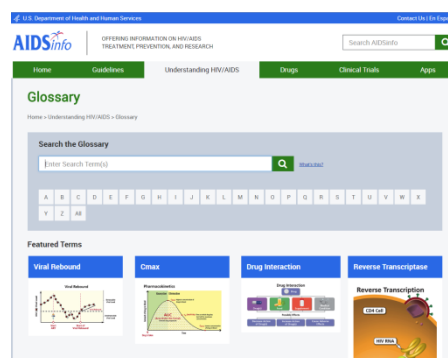 U.S. Department of Health and Human Services
Contact Us | En Espa
AIDSinfo
OFFERING INFORMATION ON HIV/AIDS
TREATMENT, PREVENTION, AND RESEARCH
Search AIDSinfo
Home
Guidelines
Understanding HIV/AIDS
Drugs
Clinical Trials
Apps
Glossary
Home » Understanding HIV/AIDS » Glossary
Search the Glossary
Enter Search Term(s)
What's this?
A B C D E F G H I J K L M N O P Q R S T U V W X
Y Z All
Featured Terms
Viral Rebound
Cmax
Drug Interaction
Reverse Transcriptase
Viral Rebound
Pharmacokinetics
AUC
Drug Interaction
Reverse Transcription
CD4 Cell
HIV RNA